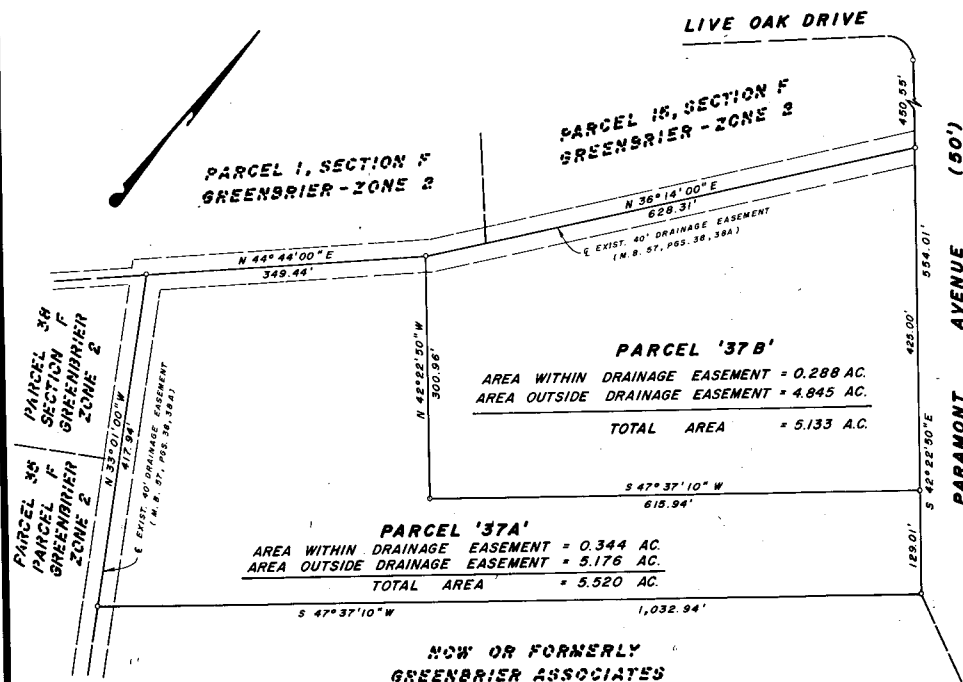 LIVE OAK DRIVE
450.55'
PARCEL 15, SECTION F
GREENBRIER - ZONE 2
PARCEL 1, SECTION F
GREENBRIER - ZONE 2
(50')
N 36° 14' 00" E
628.31'
℄ EXIST. 40' DRAINAGE EASEMENT
(M.B. 57, PGS. 38, 38A)
N 44° 44' 00" E
349.44'
554.01'
AVENUE
PARCEL 38
SECTION F
GREENBRIER
ZONE 2
N 42° 22' 50" W
300.96'
425.00'
PARCEL '37B'
AREA WITHIN DRAINAGE EASEMENT = 0.288 AC.
AREA OUTSIDE DRAINAGE EASEMENT = 4.845 AC.
TOTAL AREA = 5.133 A.C.
N 33° 01' 00" W
417.94'
℄ EXIST. 40' DRAINAGE EASEMENT
(M.B. 57, PGS. 38, 38A)
S 42° 22' 50" E
PARAMONT
PARCEL 35
PARCEL F
GREENBRIER
ZONE 2
S 47° 37' 10" W
615.94'
PARCEL '37A'
AREA WITHIN DRAINAGE EASEMENT = 0.344 AC.
AREA OUTSIDE DRAINAGE EASEMENT = 5.176 AC.
TOTAL AREA = 5.520 AC.
129.01'
S 47° 37' 10" W
1,032.94'
NOW OR FORMERLY
GREENBRIER ASSOCIATES